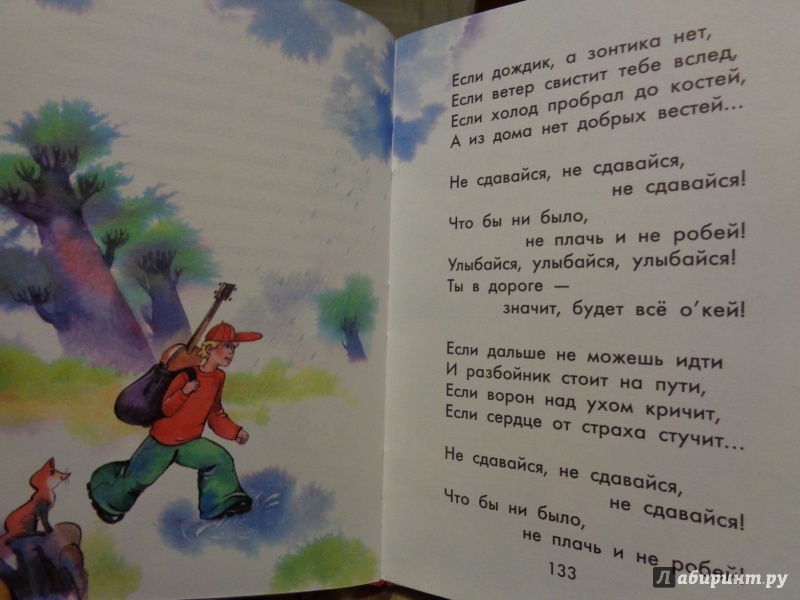 Если дождик, а зонтика нет,
Если ветер свистит тебе вслед,
Если холод пробрал до костей,
А из дома нет добрых вестей...
Не сдавайся, не сдавайся,
не сдавайся!
Что бы ни было,
не плачь и не робей!
Улыбайся, улыбайся, улыбайся!
Ты в дороге —
значит, будет всё о'кей!
Если дальше не можешь идти
И разбойник стоит на пути,
Если ворон над ухом кричит,
Если сердце от страха стучит...
Не сдавайся, не сдавайся,
не сдавайся!
Что бы ни было,
не плачь и не робей!
133
Лабиринт.ру